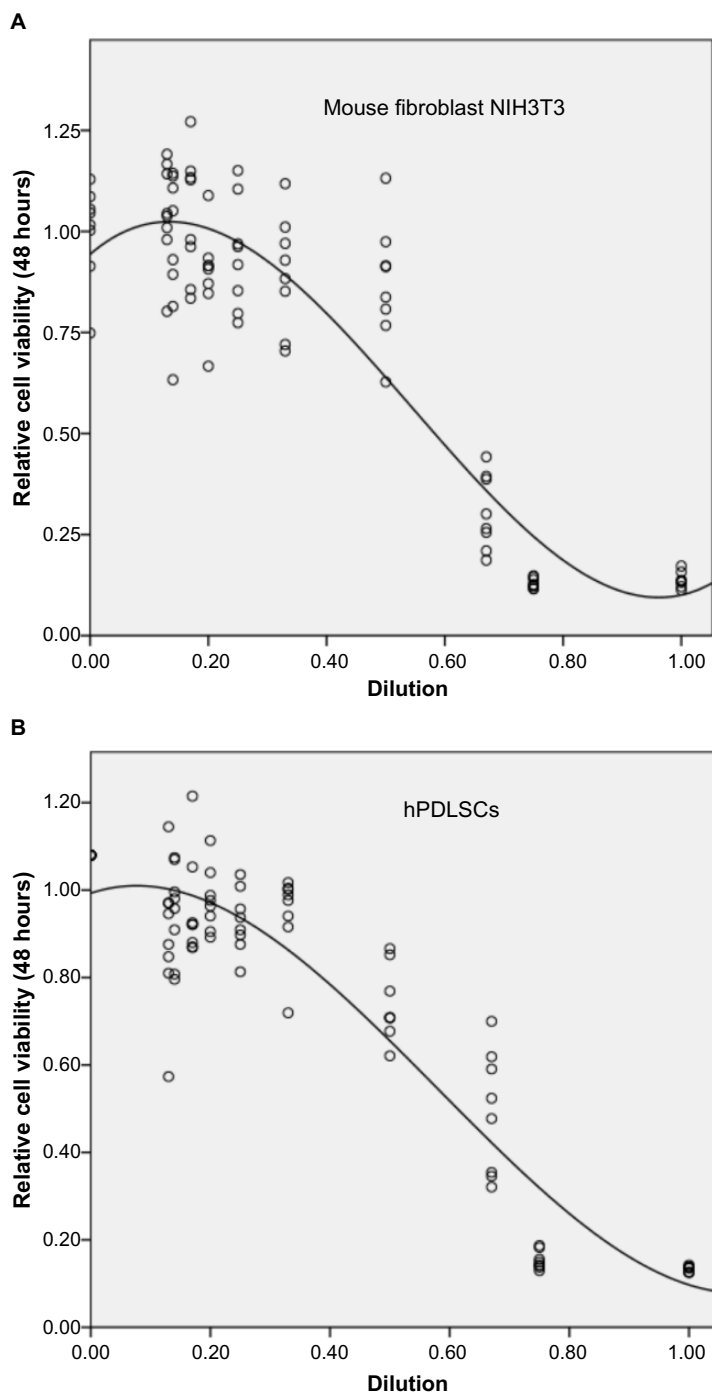 A
Mouse fibroblast NIH3T3
Relative cell viability (48 hours)
1.25
1.00
0.75
0.50
0.25
0.00
0.00 0.20 0.40 0.60 0.80 1.00
Dilution
B
hPDLSCs
Relative cell viability (48 hours)
1.20
1.00
0.80
0.60
0.40
0.20
0.00
0.00 0.20 0.40 0.60 0.80 1.00
Dilution